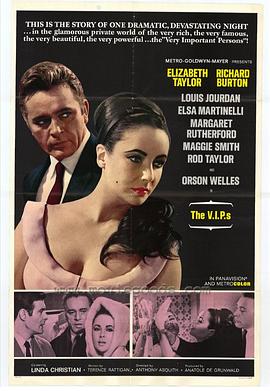 THIS IS THE STORY OF ONE DRAMATIC, DEVASTATING NIGHT
...in the glamorous private world of the very rich, the very famous,
the very beautiful, the very powerful...the "Very Important Persons"!
METRO-GOLDWYN-MAYER PRESENTS
ELIZABETH TAYLOR
RICHARD BURTON
LOUIS JOURDAN
ELSA MARTINELLI
MARGARET RUTHERFORD
MAGGIE SMITH
ROD TAYLOR
AND
ORSON WELLES
The V.I.P.s
IN PANAVISION®
AND METROCOLOR
LINDA CHRISTIAN
TERENCE RATTIGAN
ANTHONY ASQUITH
ANATOLE DE GRUNWALD